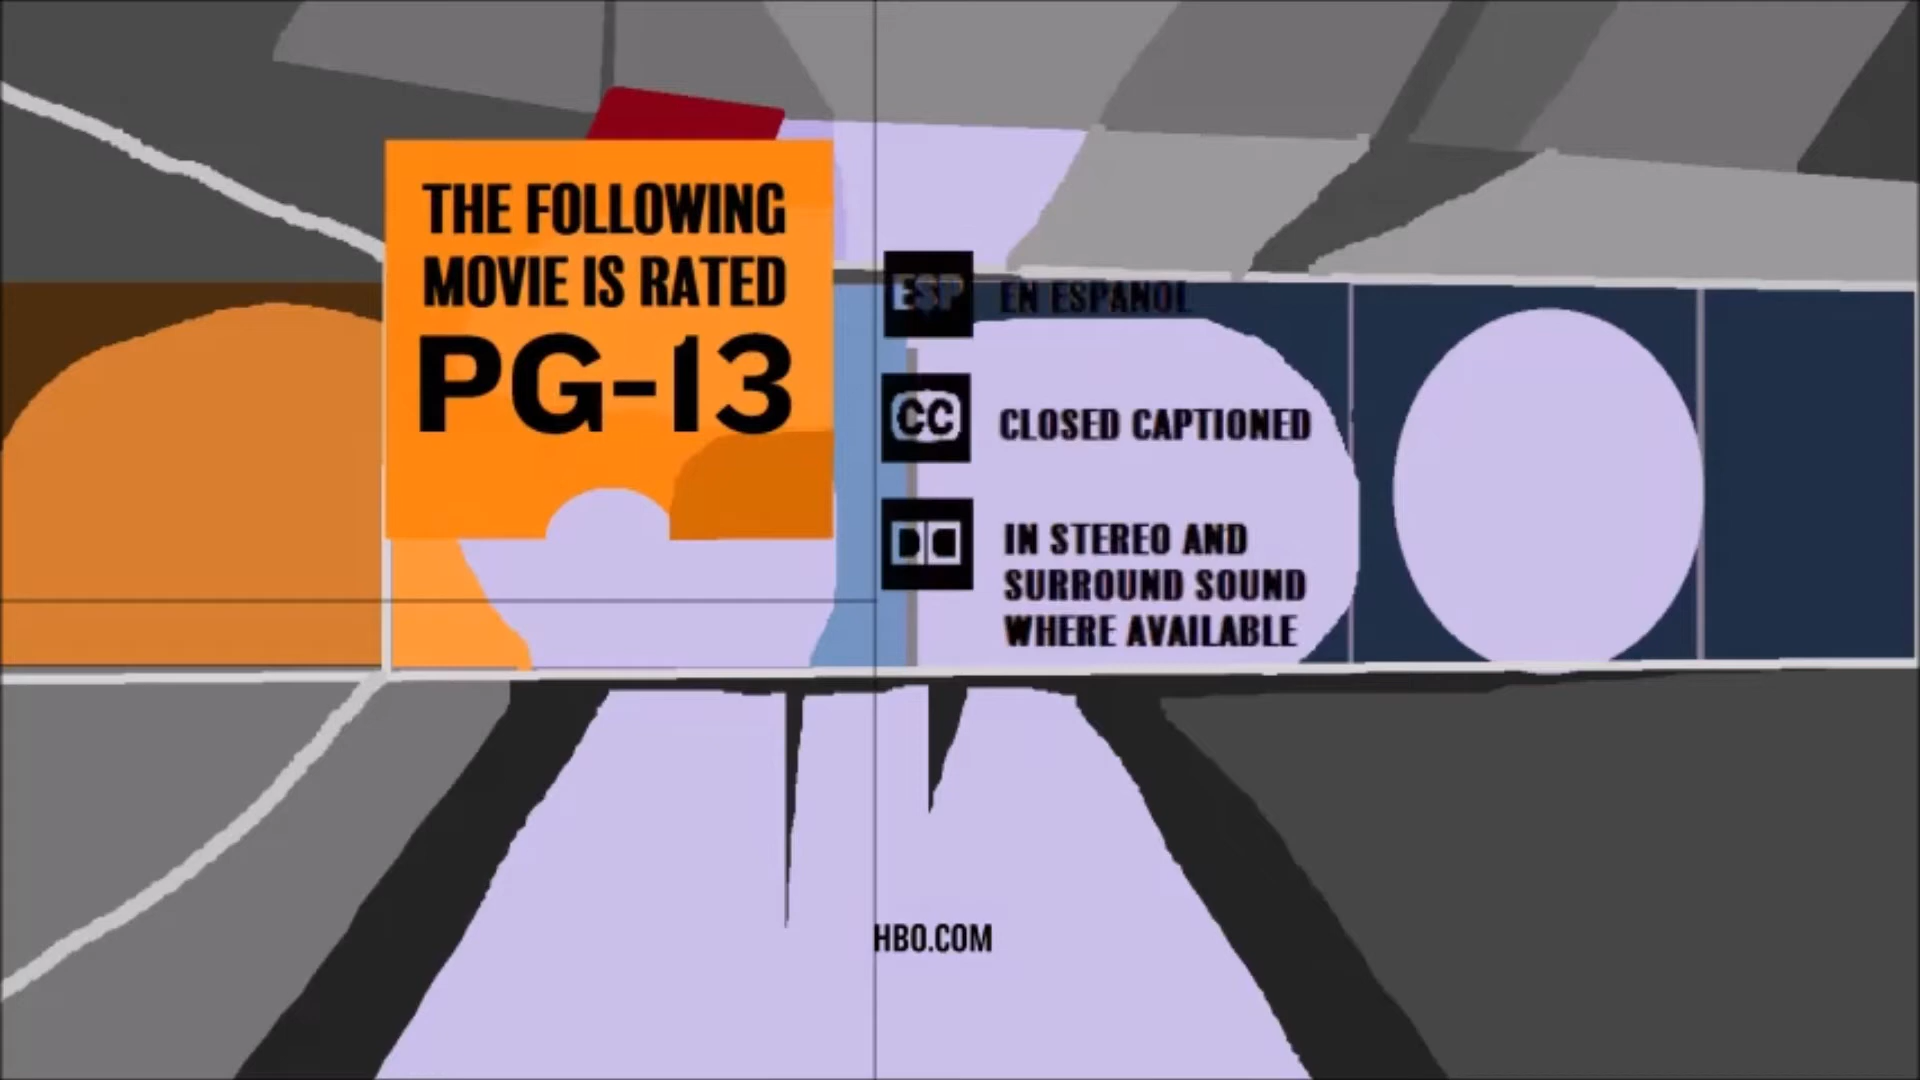 THE FOLLOWING
MOVIE IS RATED
PG-13
ESP EN ESPANOL
CC CLOSED CAPTIONED
IN STEREO AND
SURROUND SOUND
WHERE AVAILABLE
HBO.COM